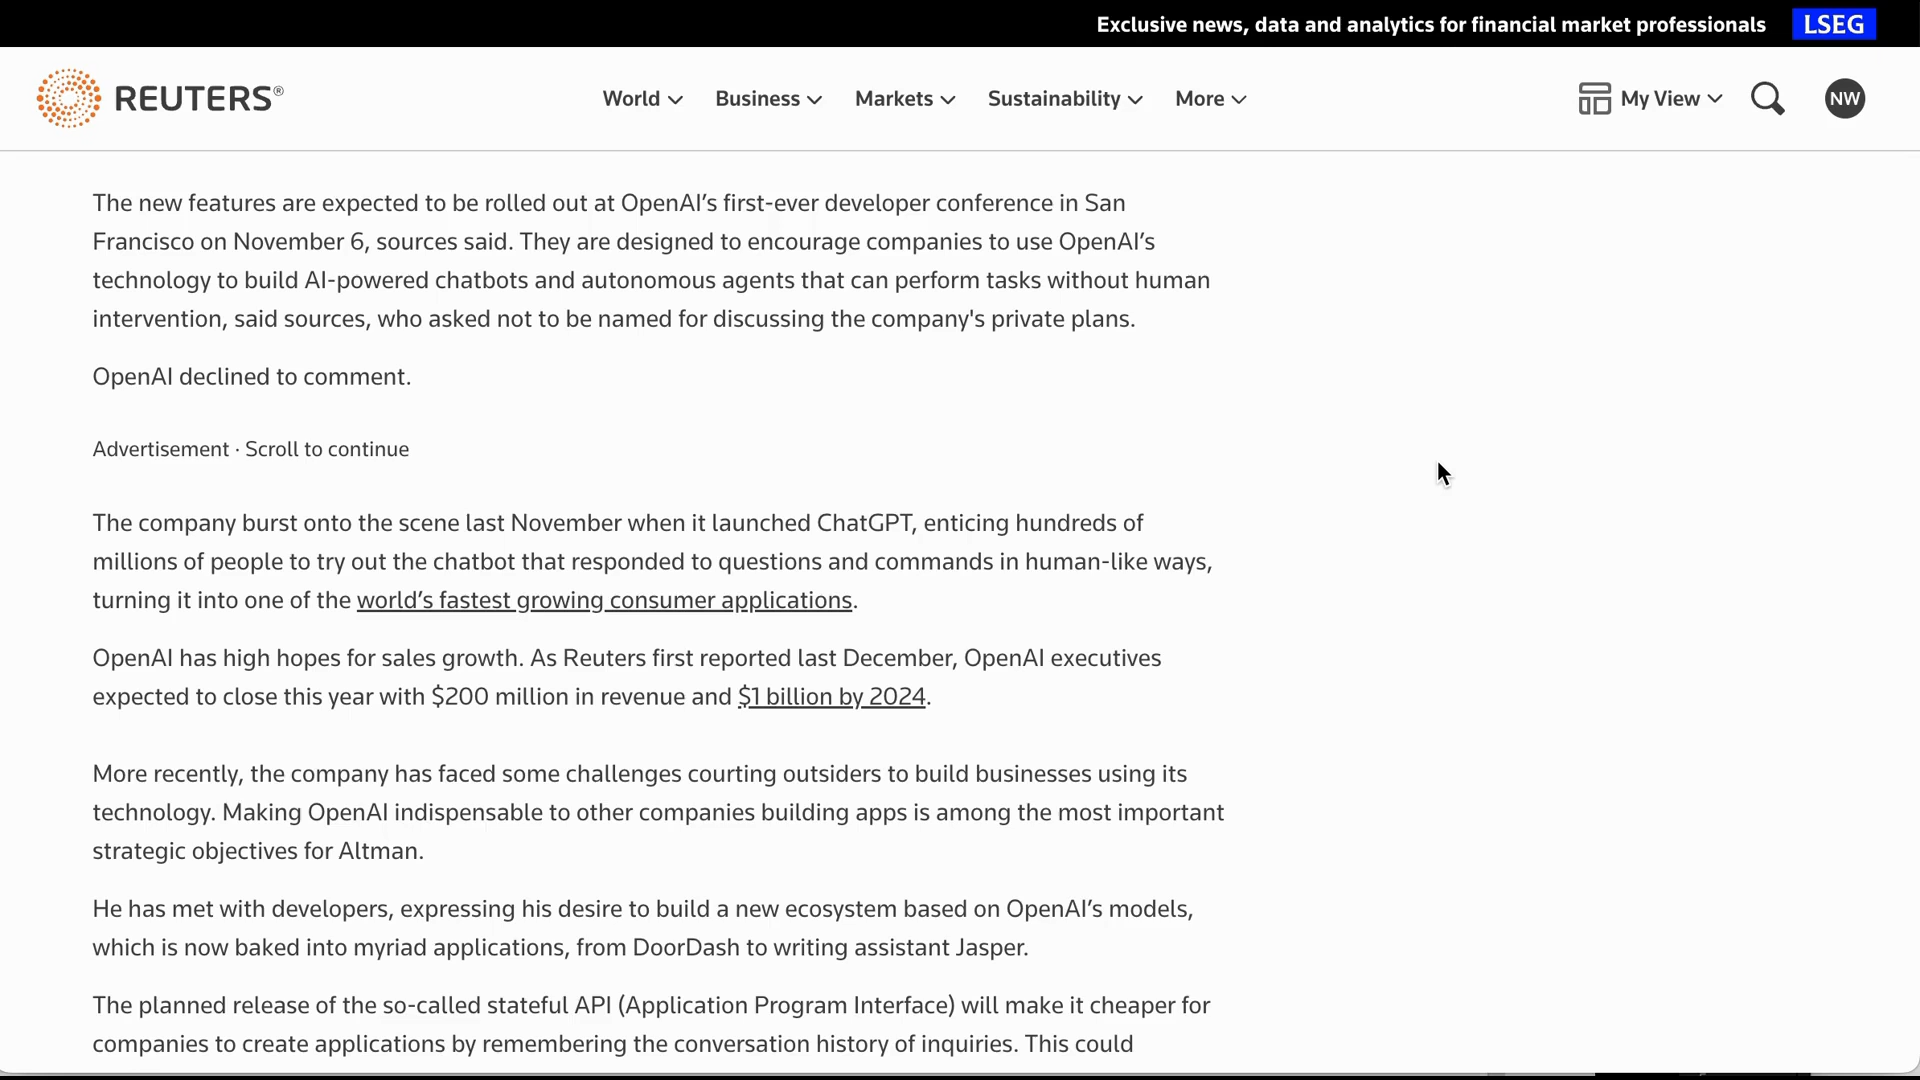 Exclusive news, data and analytics for financial market professionals LSEG
REUTERS® World Business Markets Sustainability More My View NW
The new features are expected to be rolled out at OpenAI’s first-ever developer conference in San
Francisco on November 6, sources said. They are designed to encourage companies to use OpenAI’s
technology to build AI-powered chatbots and autonomous agents that can perform tasks without human
intervention, said sources, who asked not to be named for discussing the company's private plans.
OpenAI declined to comment.
Advertisement · Scroll to continue
The company burst onto the scene last November when it launched ChatGPT, enticing hundreds of
millions of people to try out the chatbot that responded to questions and commands in human-like ways,
turning it into one of the world’s fastest growing consumer applications.
OpenAI has high hopes for sales growth. As Reuters first reported last December, OpenAI executives
expected to close this year with $200 million in revenue and $1 billion by 2024.
More recently, the company has faced some challenges courting outsiders to build businesses using its
technology. Making OpenAI indispensable to other companies building apps is among the most important
strategic objectives for Altman.
He has met with developers, expressing his desire to build a new ecosystem based on OpenAI’s models,
which is now baked into myriad applications, from DoorDash to writing assistant Jasper.
The planned release of the so-called stateful API (Application Program Interface) will make it cheaper for
companies to create applications by remembering the conversation history of inquiries. This could